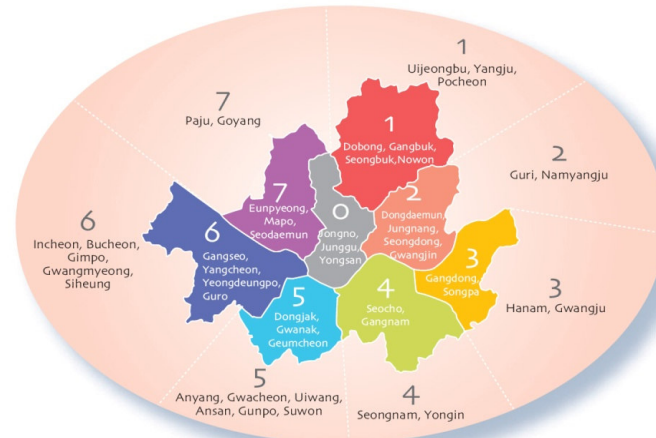 1
Uijeongbu, Yangju,
Pocheon
7
Paju, Goyang
1
Dobong, Gangbuk,
Seongbuk,Nowon
2
Guri, Namyangju
7
Eunpyeong,
Mapo,
Seodaemun
0
Jongno,
Junggu,
Yongsan
2
Dongdaemun,
Jungnang,
Seongdong,
Gwangjin
6
Incheon, Bucheon,
Gimpo,
Gwangmyeong,
Siheung
6
Gangseo,
Yangcheon,
Yeongdeungpo,
Guro
3
Gangdong,
Songpa
3
Hanam, Gwangju
5
Dongjak,
Gwanak,
Geumcheon
4
Seocho,
Gangnam
5
Anyang, Gwacheon, Uiwang,
Ansan, Gunpo, Suwon
4
Seongnam, Yongin